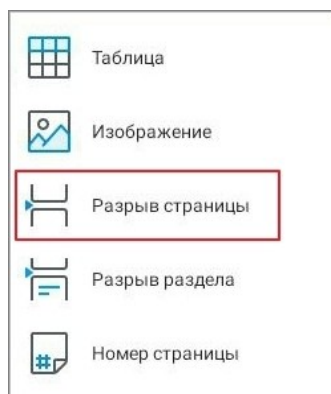 Таблица
Изображение
Разрыв страницы
Разрыв раздела
Номер страницы